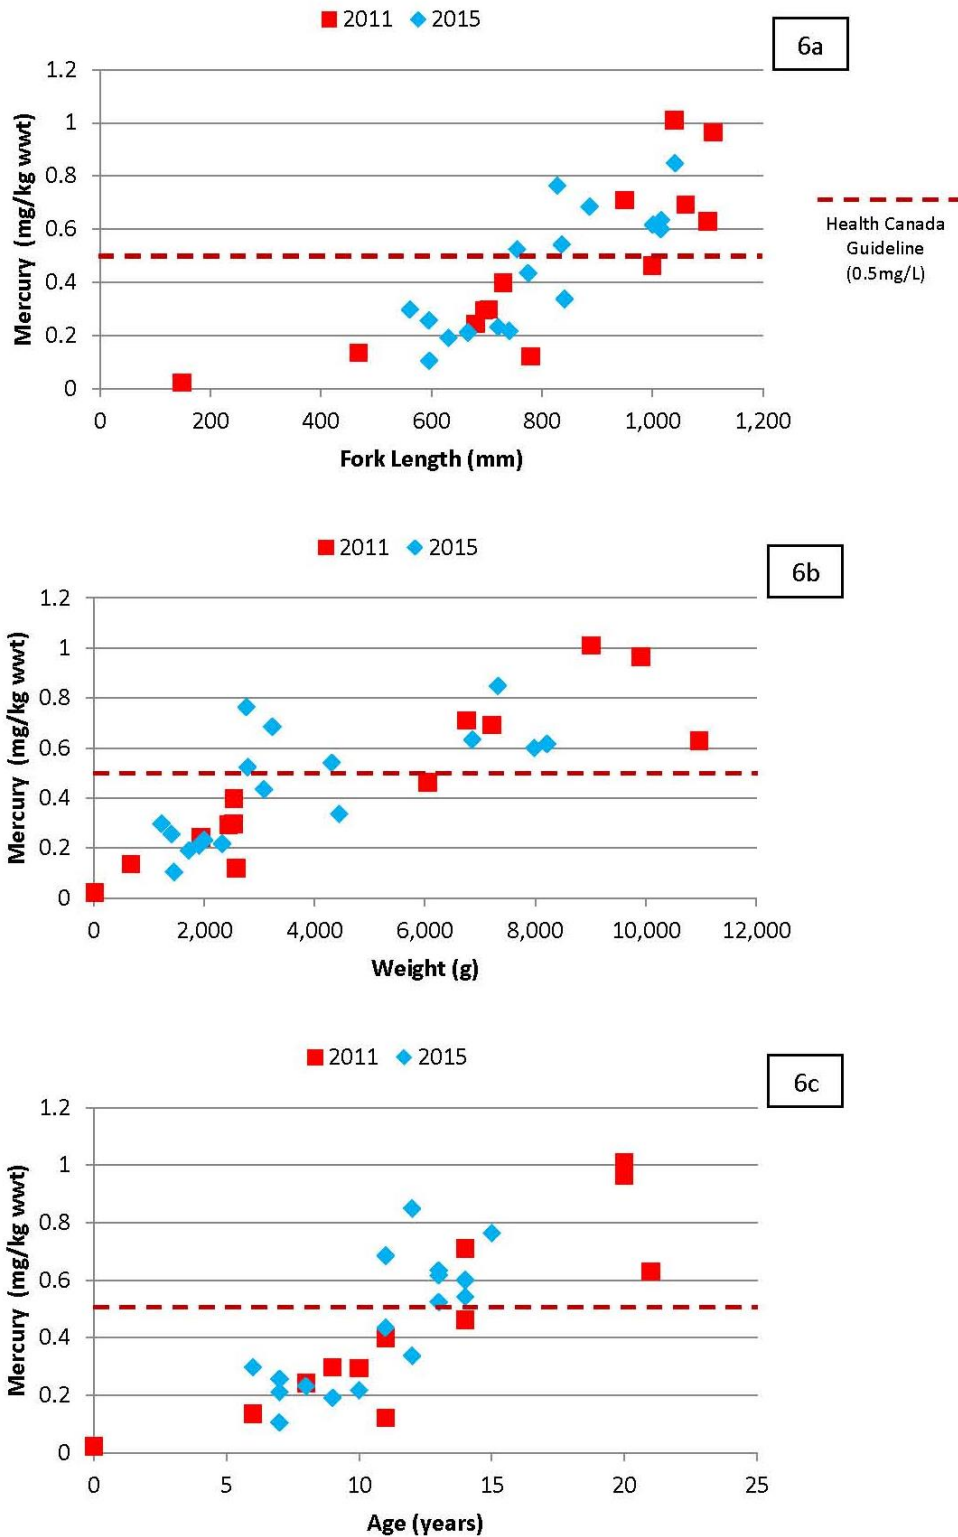 2011 2015
6a
1.2
1
0.8
0.6
0.4
0.2
0
Mercury (mg/kg wwt)
0 200 400 600 800 1,000 1,200
Fork Length (mm)
Health Canada
Guideline
(0.5mg/L)
2011 2015
6b
1.2
1
0.8
0.6
0.4
0.2
0
Mercury (mg/kg wwt)
0 2,000 4,000 6,000 8,000 10,000 12,000
Weight (g)
2011 2015
6c
1.2
1
0.8
0.6
0.4
0.2
0
Mercury (mg/kg wwt)
0 5 10 15 20 25
Age (years)